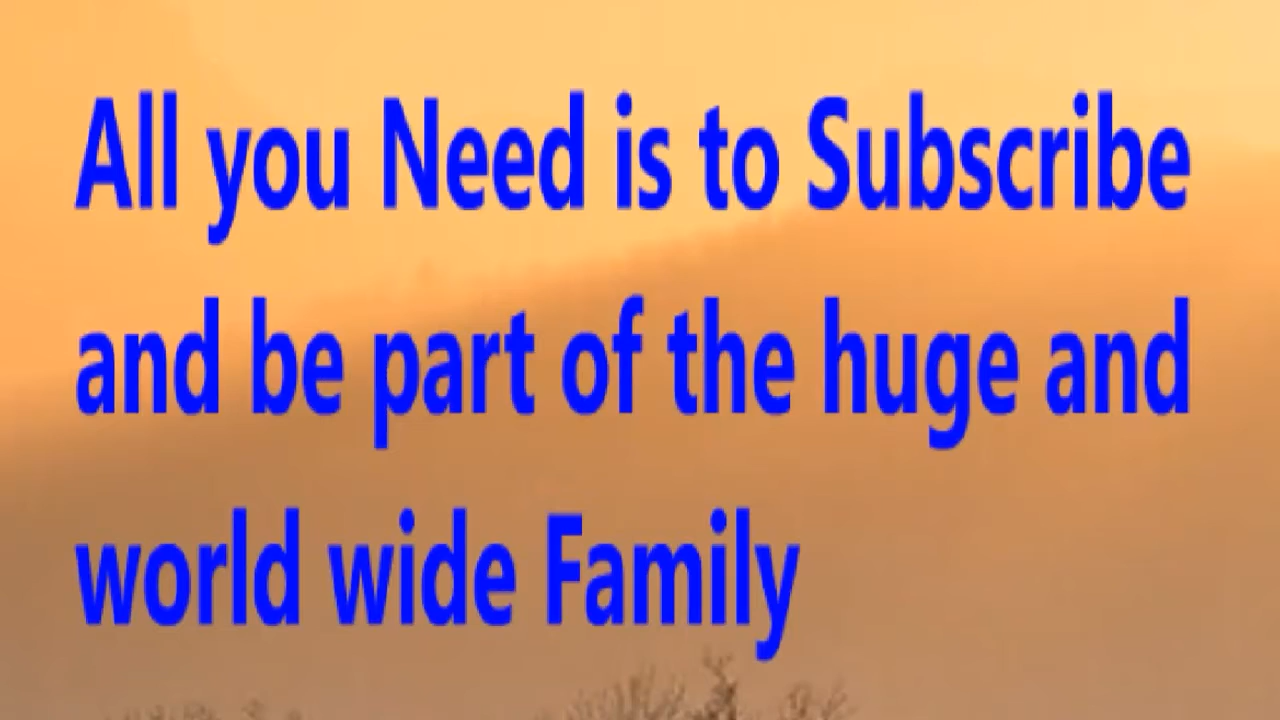 All you Need is to Subscribe
and be part of the huge and
world wide Family